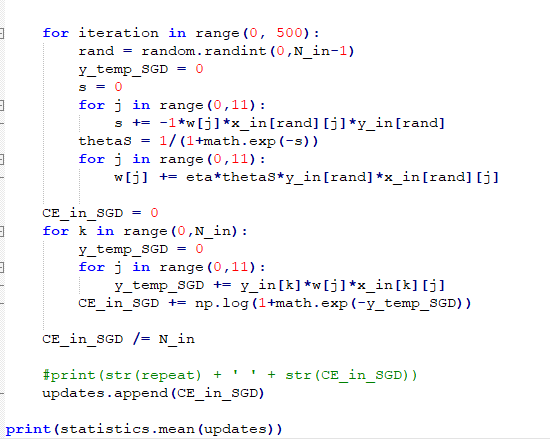 for iteration in range(0, 500):
rand = random.randint(0,N_in-1)
y_temp_SGD = 0
s = 0
for j in range(0,11):
s += -1*w[j]*x_in[rand][j]*y_in[rand]
thetaS = 1/(1+math.exp(-s))
for j in range(0,11):
w[j] += eta*thetaS*y_in[rand]*x_in[rand][j]
CE_in_SGD = 0
for k in range(0,N_in):
y_temp_SGD = 0
for j in range(0,11):
y_temp_SGD += y_in[k]*w[j]*x_in[k][j]
CE_in_SGD += np.log(1+math.exp(-y_temp_SGD))
CE_in_SGD /= N_in
#print(str(repeat) + ' ' + str(CE_in_SGD))
updates.append(CE_in_SGD)
print(statistics.mean(updates))